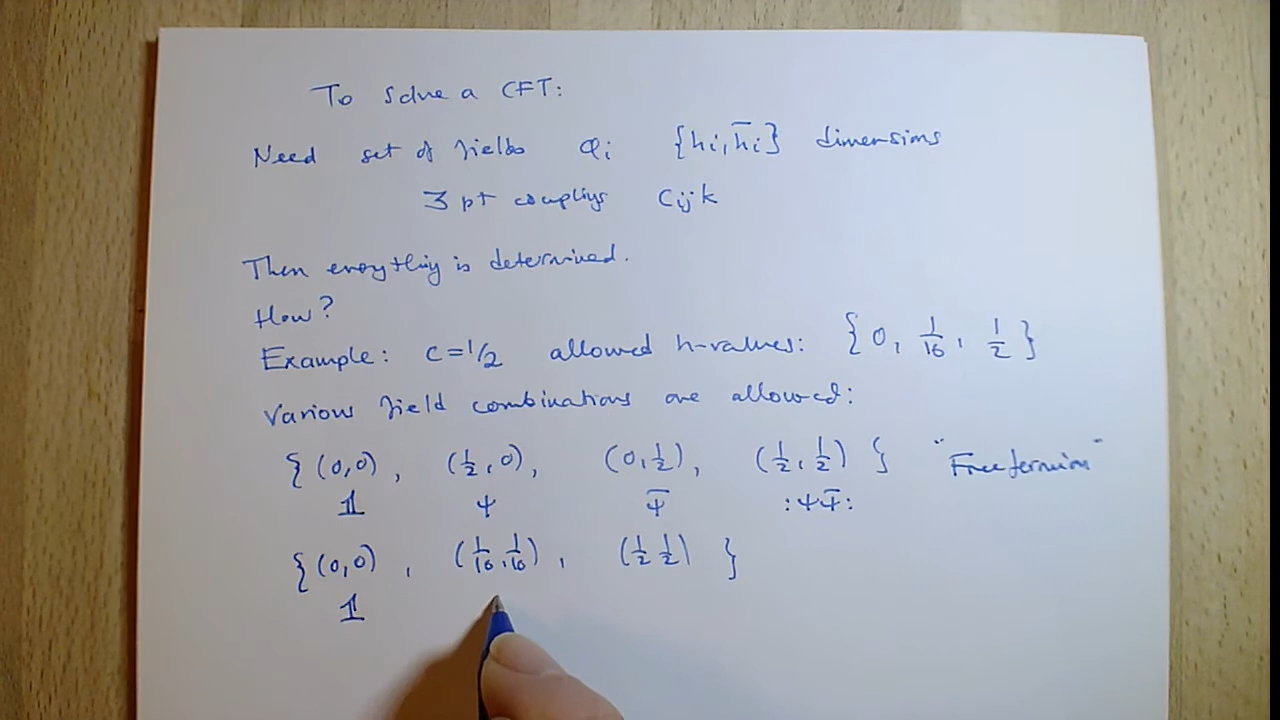 To solve a CFT:
Need set of fields φi {hi, h̄i} dimensions
3 pt couplings Cijk
Then everything is determined.
How?
Example: c=1/2 allowed h-values: {0, 1/16, 1/2}
Various field combinations are allowed:
{(0,0), (1/2,0), (0,1/2), (1/2,1/2)} "Free fermion"
𝟙 ψ ψ̄ :ψψ̄:
{(0,0), (1/16,1/16), (1/2 1/2)}
𝟙